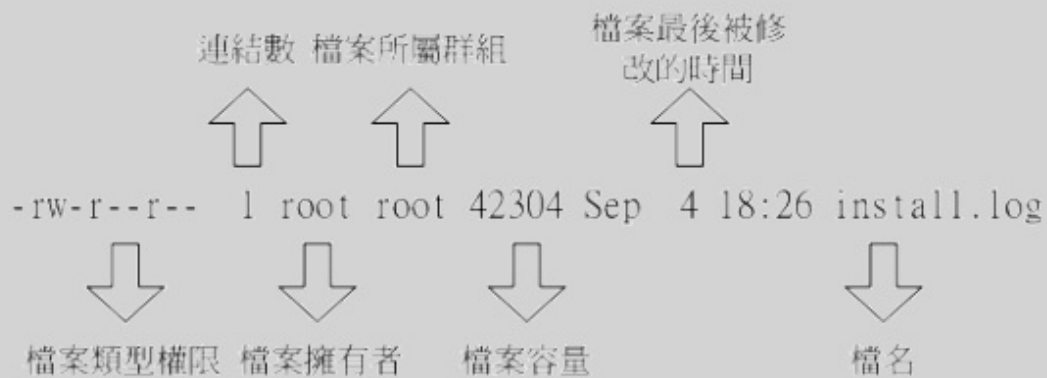 檔案最後被修
連結數 檔案所屬群組
改的時間
-rw-r--r-- 1 root root 42304 Sep 4 18:26 install.log
檔案類型權限 檔案擁有者 檔案容量 檔名